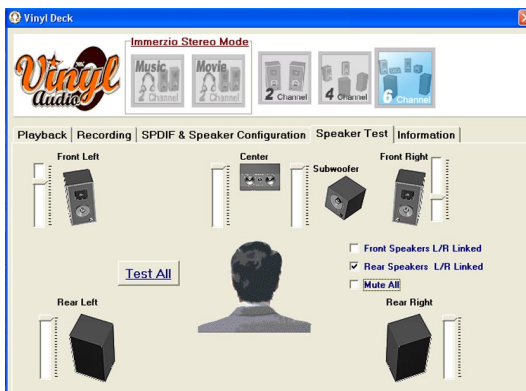 Vinyl Deck
Vinyl
Audio
Immerzio Stereo Mode
Music
2 Channel
Movie
2 Channel
2 Channel
4 Channel
6 Channel
Playback
Recording
SPDIF & Speaker Configuration
Speaker Test
Information
Front Left
Center
Subwoofer
Front Right
Front Speakers L/R Linked
Rear Speakers L/R Linked
Mute All
Test All
Rear Left
Rear Right